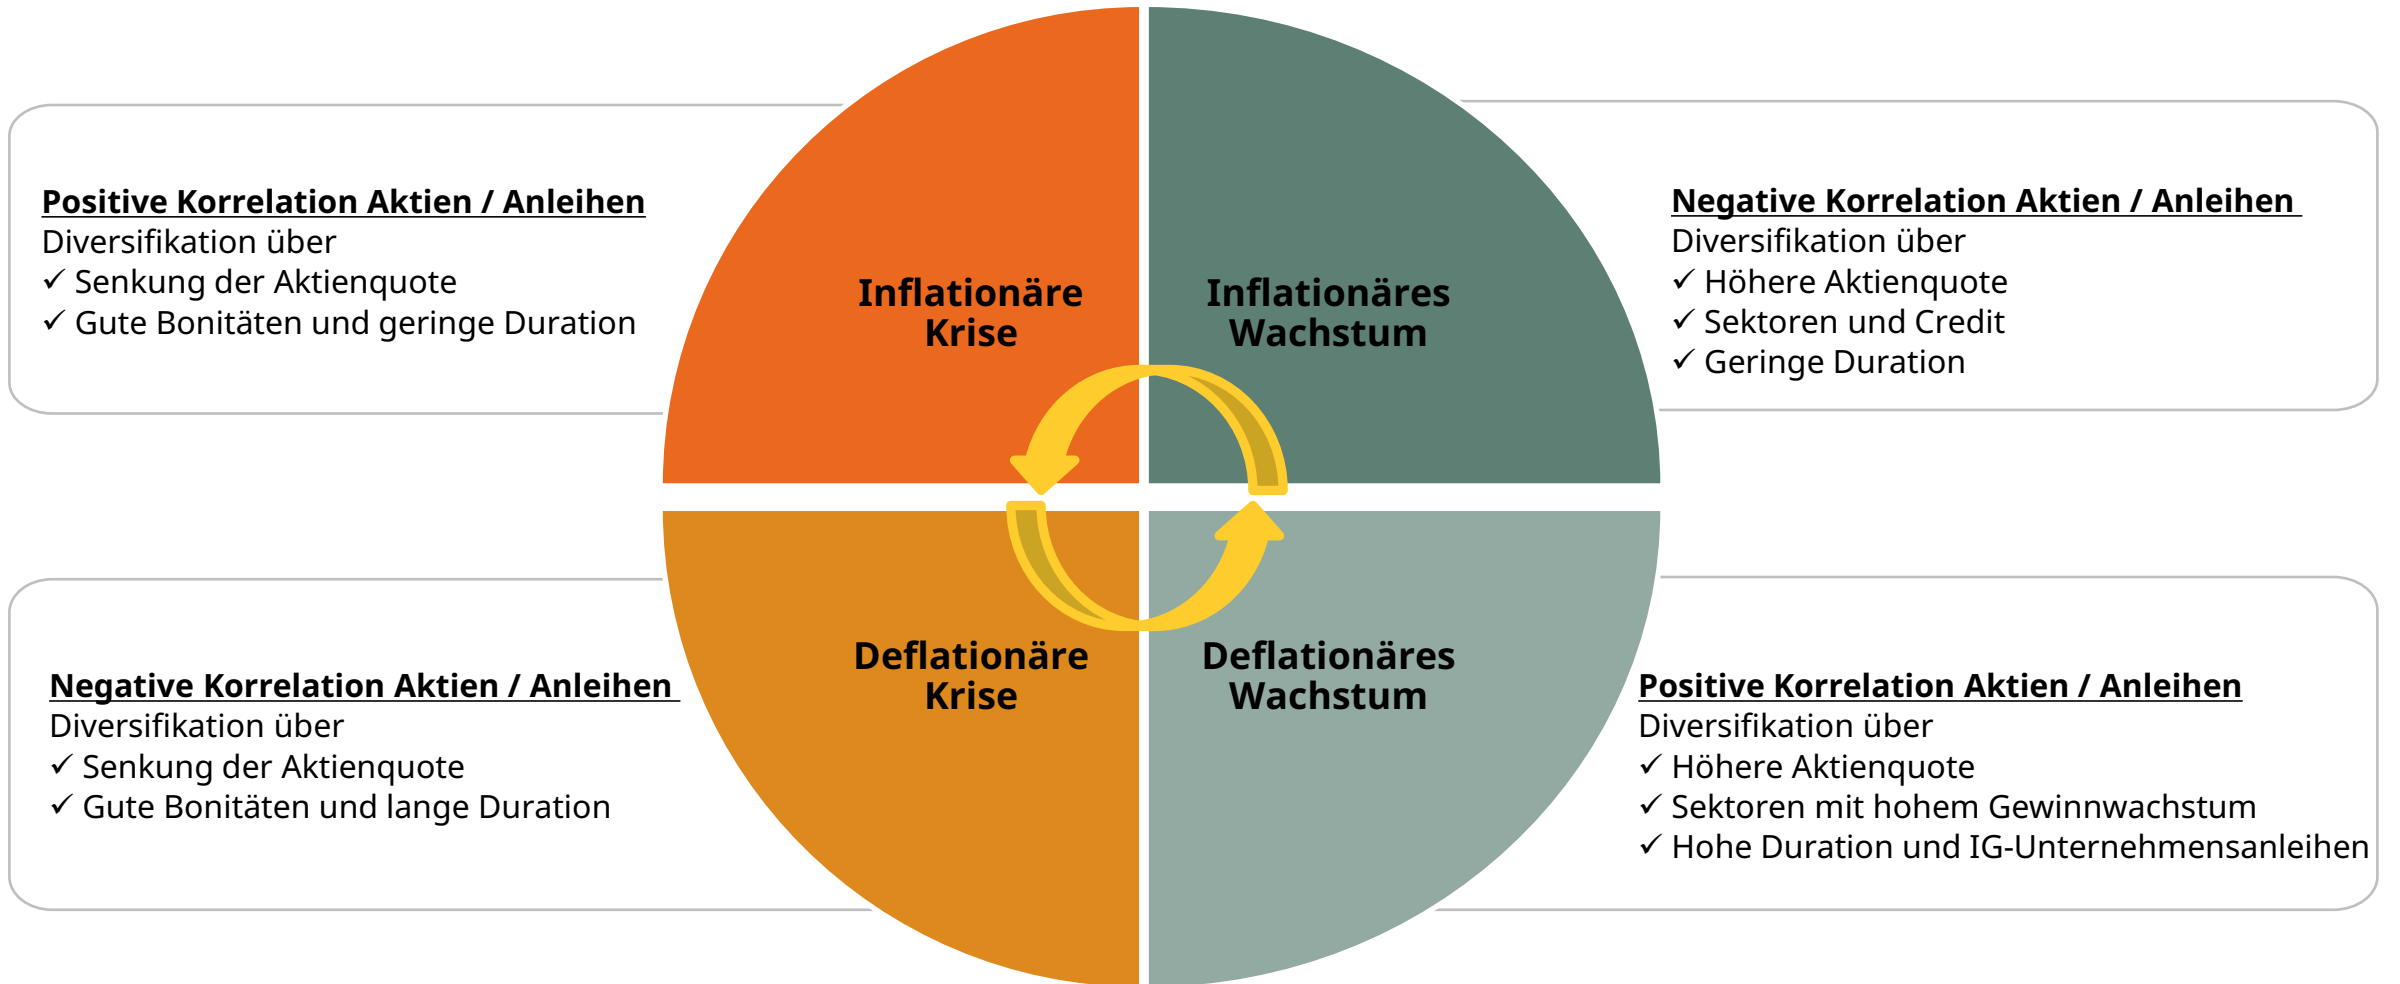 Positive Korrelation Aktien / Anleihen
Diversifikation über
✓ Senkung der Aktienquote
✓ Gute Bonitäten und geringe Duration
Inflationäre
Krise
Inflationäres
Wachstum
Negative Korrelation Aktien / Anleihen
Diversifikation über
✓ Höhere Aktienquote
✓ Sektoren und Credit
✓ Geringe Duration
Negative Korrelation Aktien / Anleihen
Diversifikation über
✓ Senkung der Aktienquote
✓ Gute Bonitäten und lange Duration
Deflationäre
Krise
Deflationäres
Wachstum
Positive Korrelation Aktien / Anleihen
Diversifikation über
✓ Höhere Aktienquote
✓ Sektoren mit hohem Gewinnwachstum
✓ Hohe Duration und IG-Unternehmensanleihen